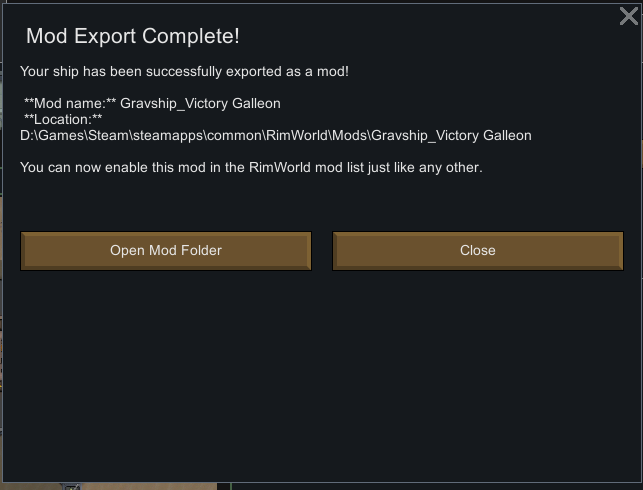 Mod Export Complete!
Your ship has been successfully exported as a mod!
**Mod name:** Gravship_Victory Galleon
**Location:**
D:\Games\Steam\steamapps\common\RimWorld\Mods\Gravship_Victory Galleon
You can now enable this mod in the RimWorld mod list just like any other.
Open Mod Folder
Close